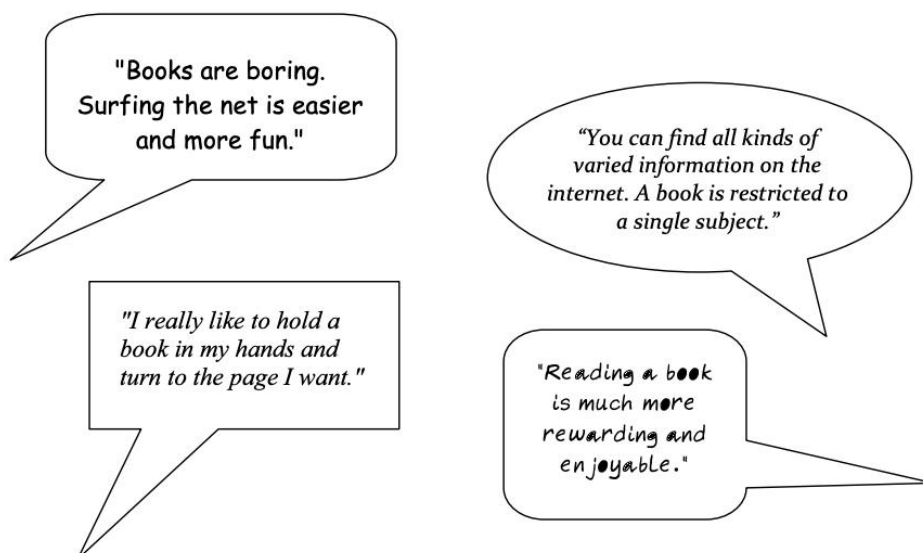 "Books are boring.
Surfing the net is easier
and more fun."
“You can find all kinds of
varied information on the
internet. A book is restricted to
a single subject.”
"I really like to hold a
book in my hands and
turn to the page I want."
"Reading a book
is much more
rewarding and
enjoyable."